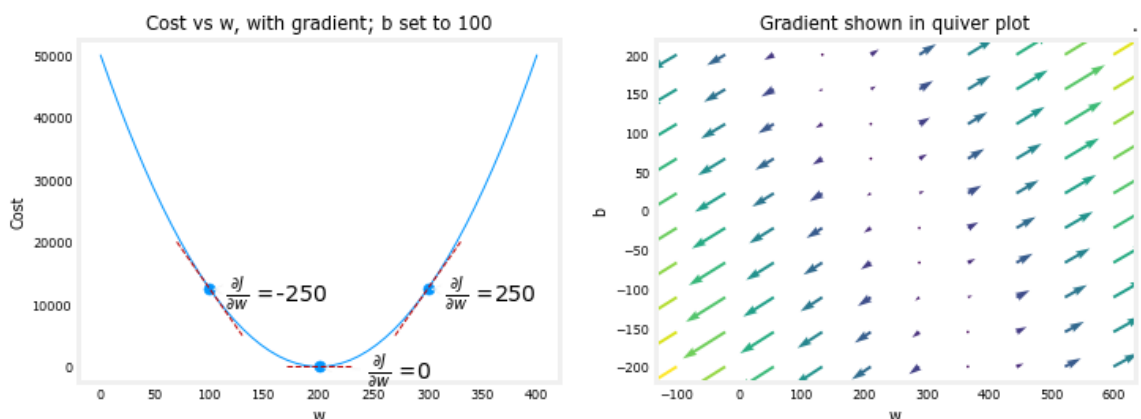 Cost vs w, with gradient; b set to 100
Cost
50000
40000
30000
20000
10000
0
∂J/∂w =-250
∂J/∂w =250
∂J/∂w =0
0 50 100 150 200 250 300 350 400
w
Gradient shown in quiver plot
b
200
150
100
50
0
−50
−100
−150
−200
−100 0 100 200 300 400 500 600
w